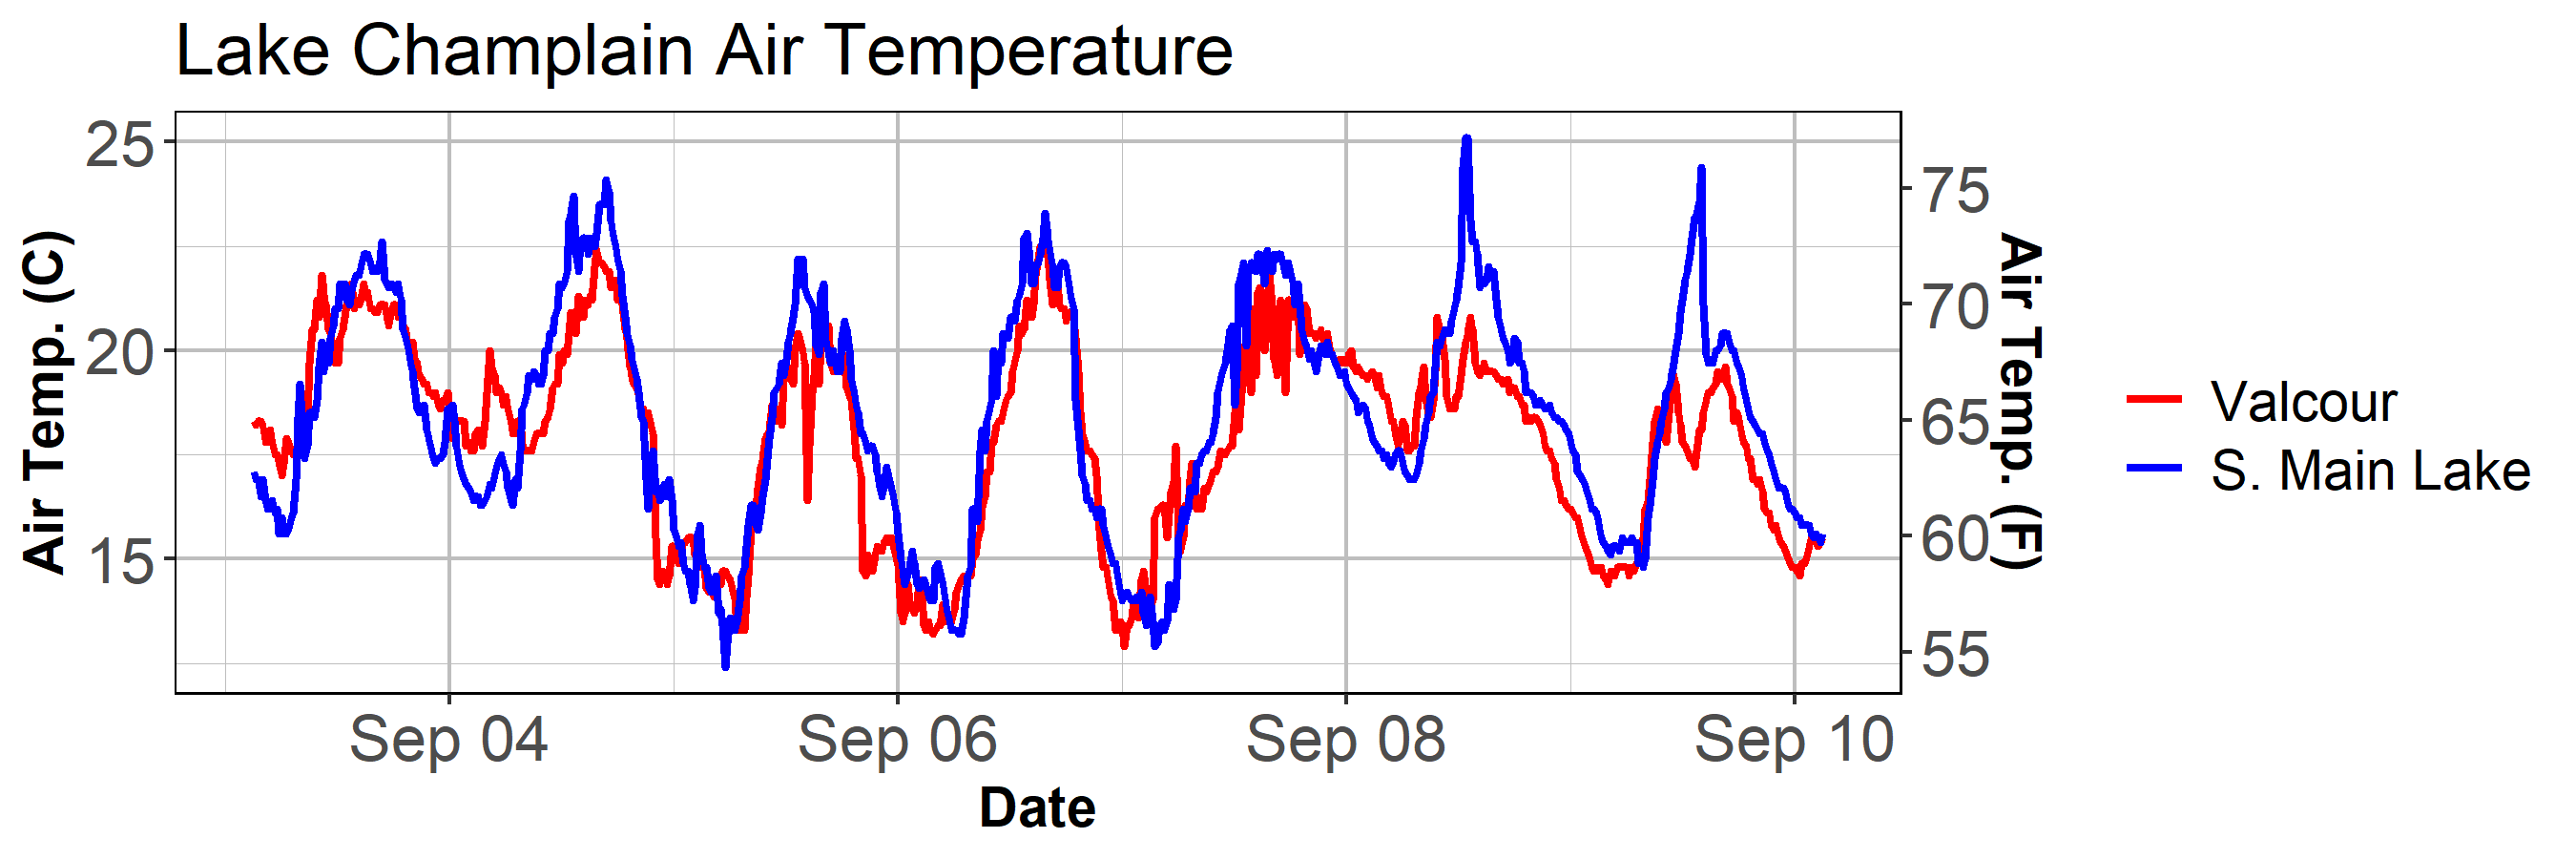 Lake Champlain Air Temperature
Air Temp. (C)
25
20
15
75
70
65
60
55
Air Temp. (F)
Sep 04
Sep 06
Sep 08
Sep 10
Date
Valcour
S. Main Lake